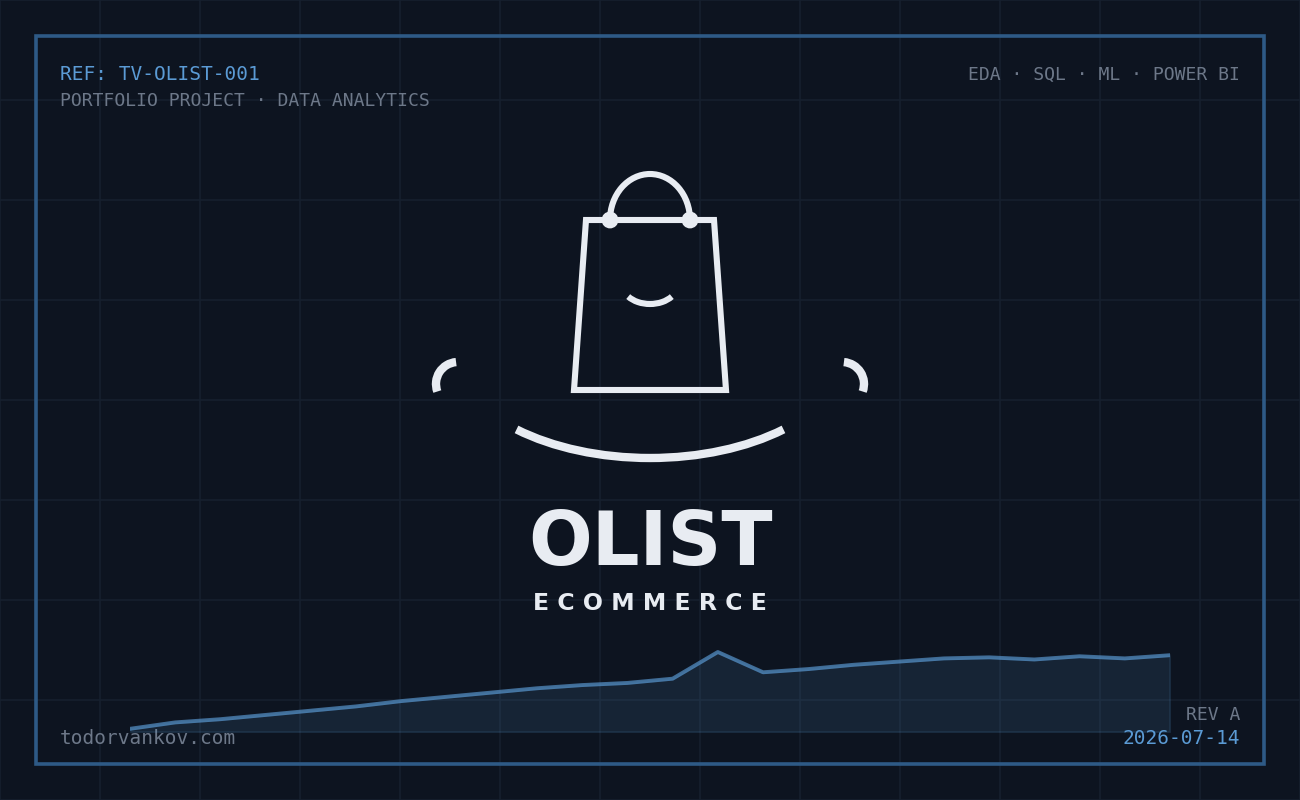 REF: TV-OLIST-001
EDA · SQL · ML · POWER BI
PORTFOLIO PROJECT · DATA ANALYTICS
OLIST
ECOMMERCE
REV A
todorvankov.com
2026-07-14